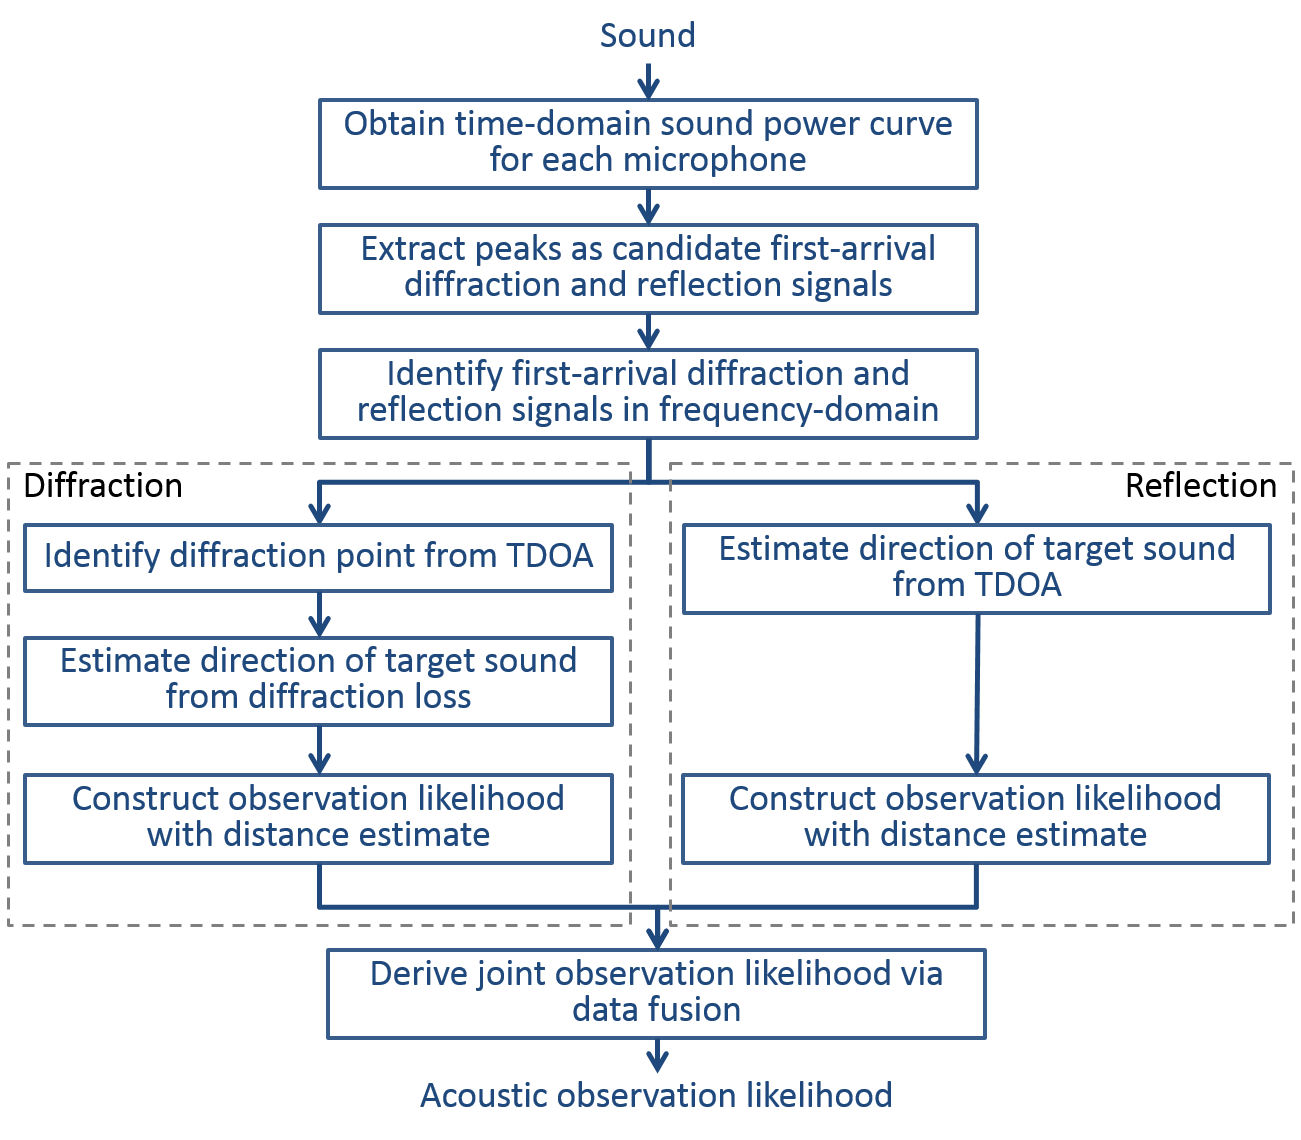 Sound
Obtain time-domain sound power curve
for each microphone
Extract peaks as candidate first-arrival
diffraction and reflection signals
Identify first-arrival diffraction and
reflection signals in frequency-domain
Diffraction
Identify diffraction point from TDOA
Estimate direction of target sound
from diffraction loss
Construct observation likelihood
with distance estimate
Reflection
Estimate direction of target sound
from TDOA
Construct observation likelihood
with distance estimate
Derive joint observation likelihood via
data fusion
Acoustic observation likelihood